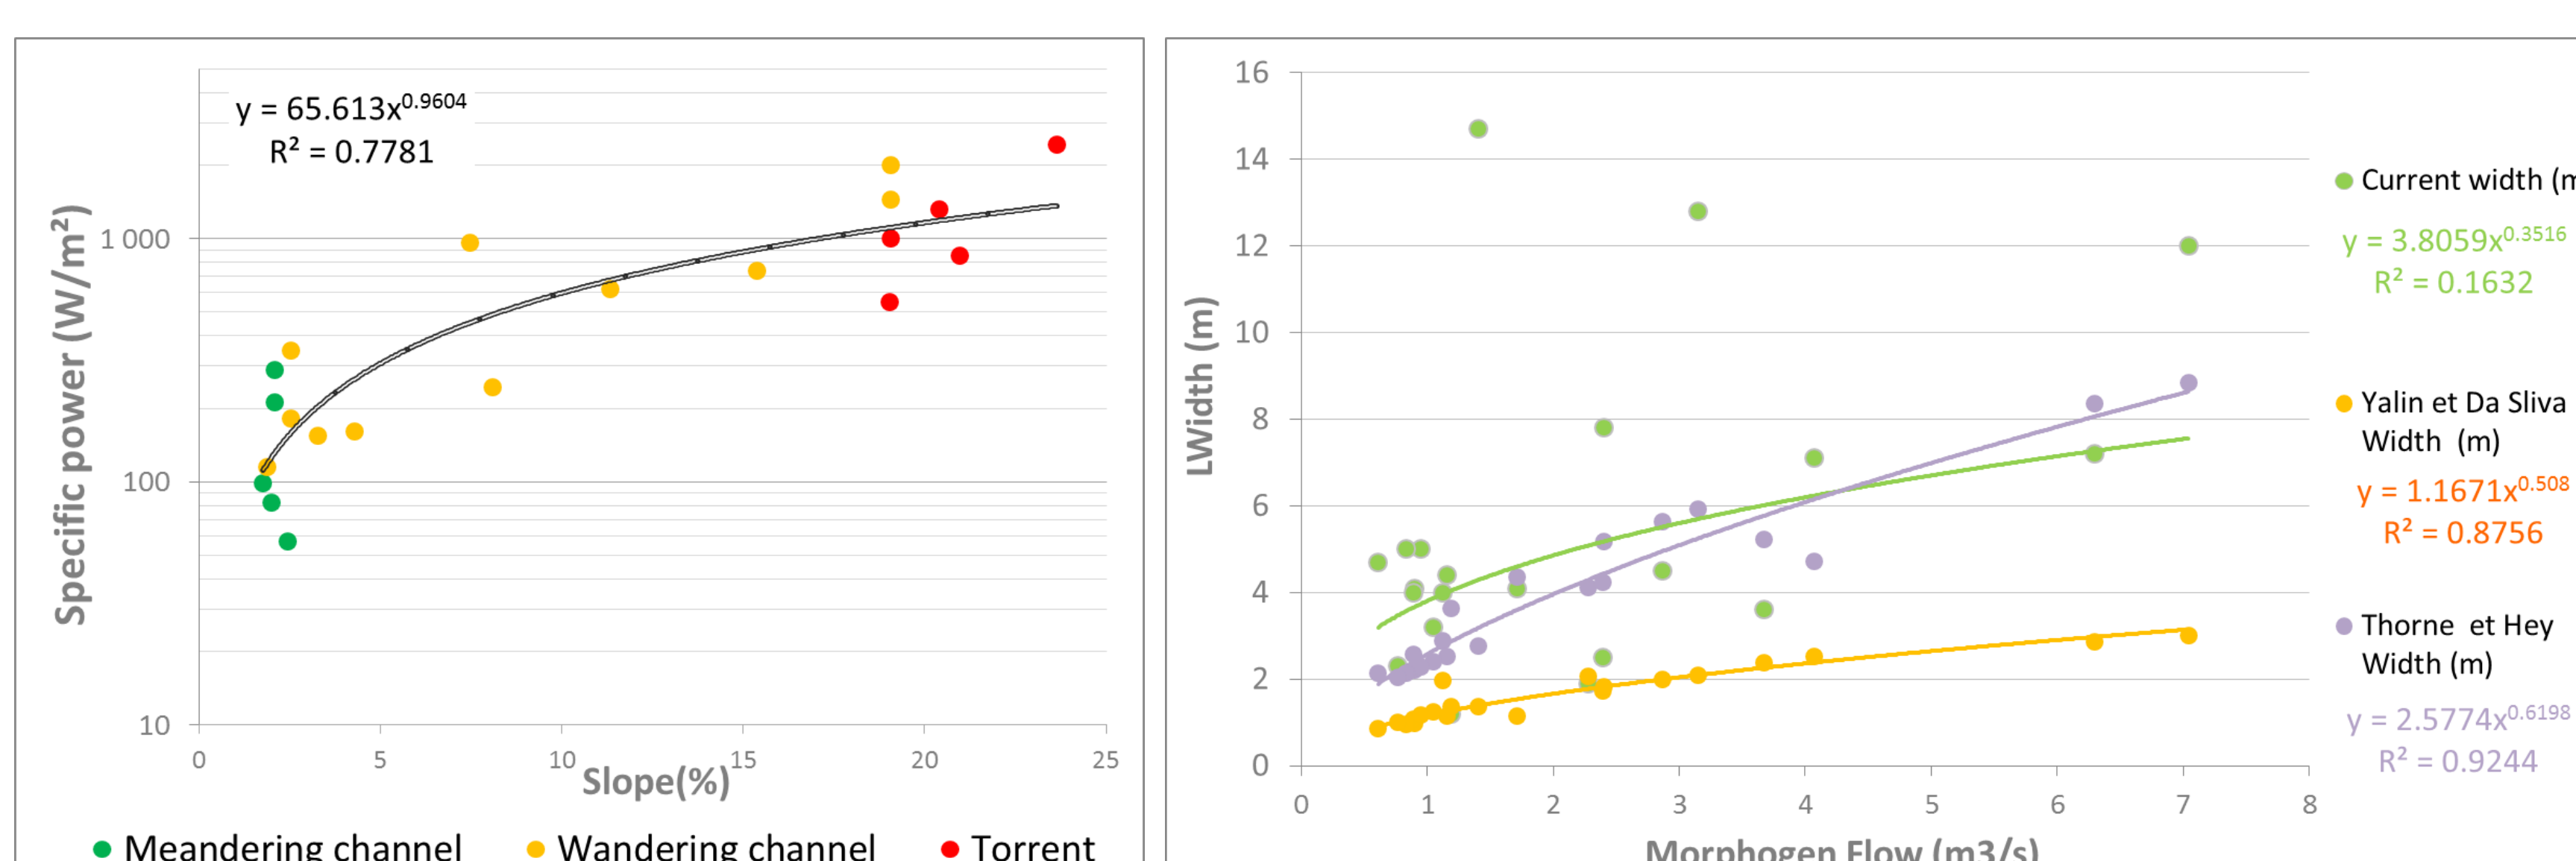 y = 65.613x^0.9604
R² = 0.7781
Specific power (W/m²)
1 000
100
10
0 5 10 15 20 25
Slope(%)
Meandering channel Wandering channel Torrent
LWidth (m)
16
14
12
10
8
6
4
2
0
0 1 2 3 4 5 6 7 8
Morphogen Flow (m3/s)
Current width (m
y = 3.8059x^0.3516
R² = 0.1632
Yalin et Da Sliva
Width (m)
y = 1.1671x^0.508
R² = 0.8756
Thorne et Hey
Width (m)
y = 2.5774x^0.6198
R² = 0.9244